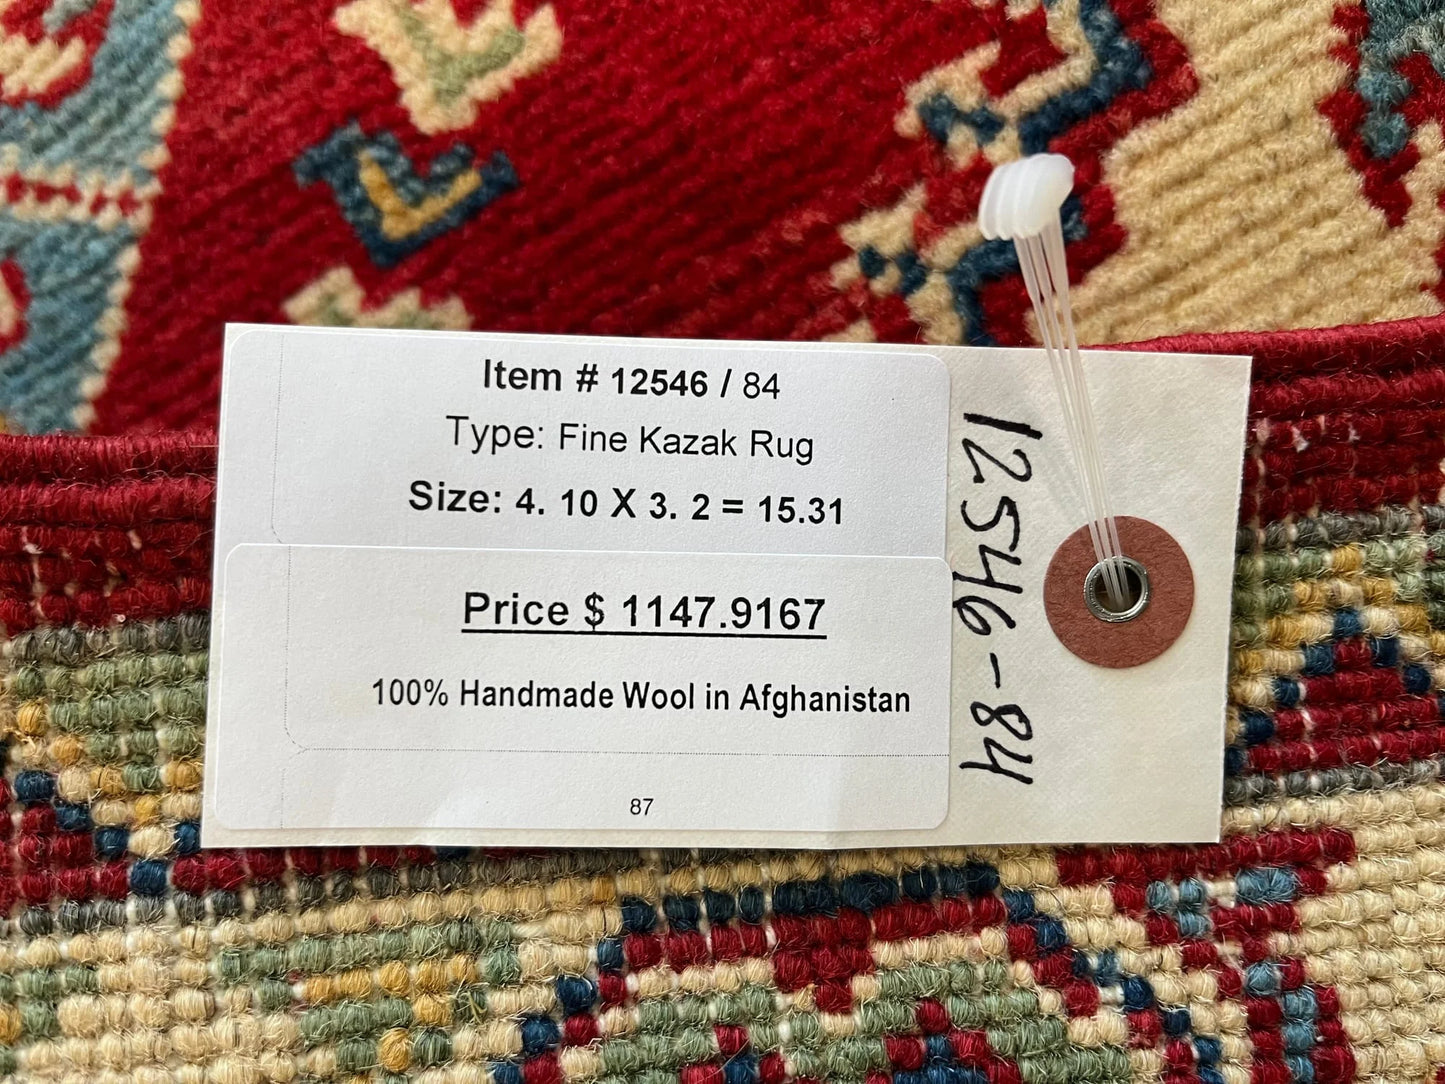 Item # 12546 / 84
Type: Fine Kazak Rug
Size: 4. 10 X 3. 2 = 15.31
Price $ 1147.9167
100% Handmade Wool in Afghanistan
87
12546-84